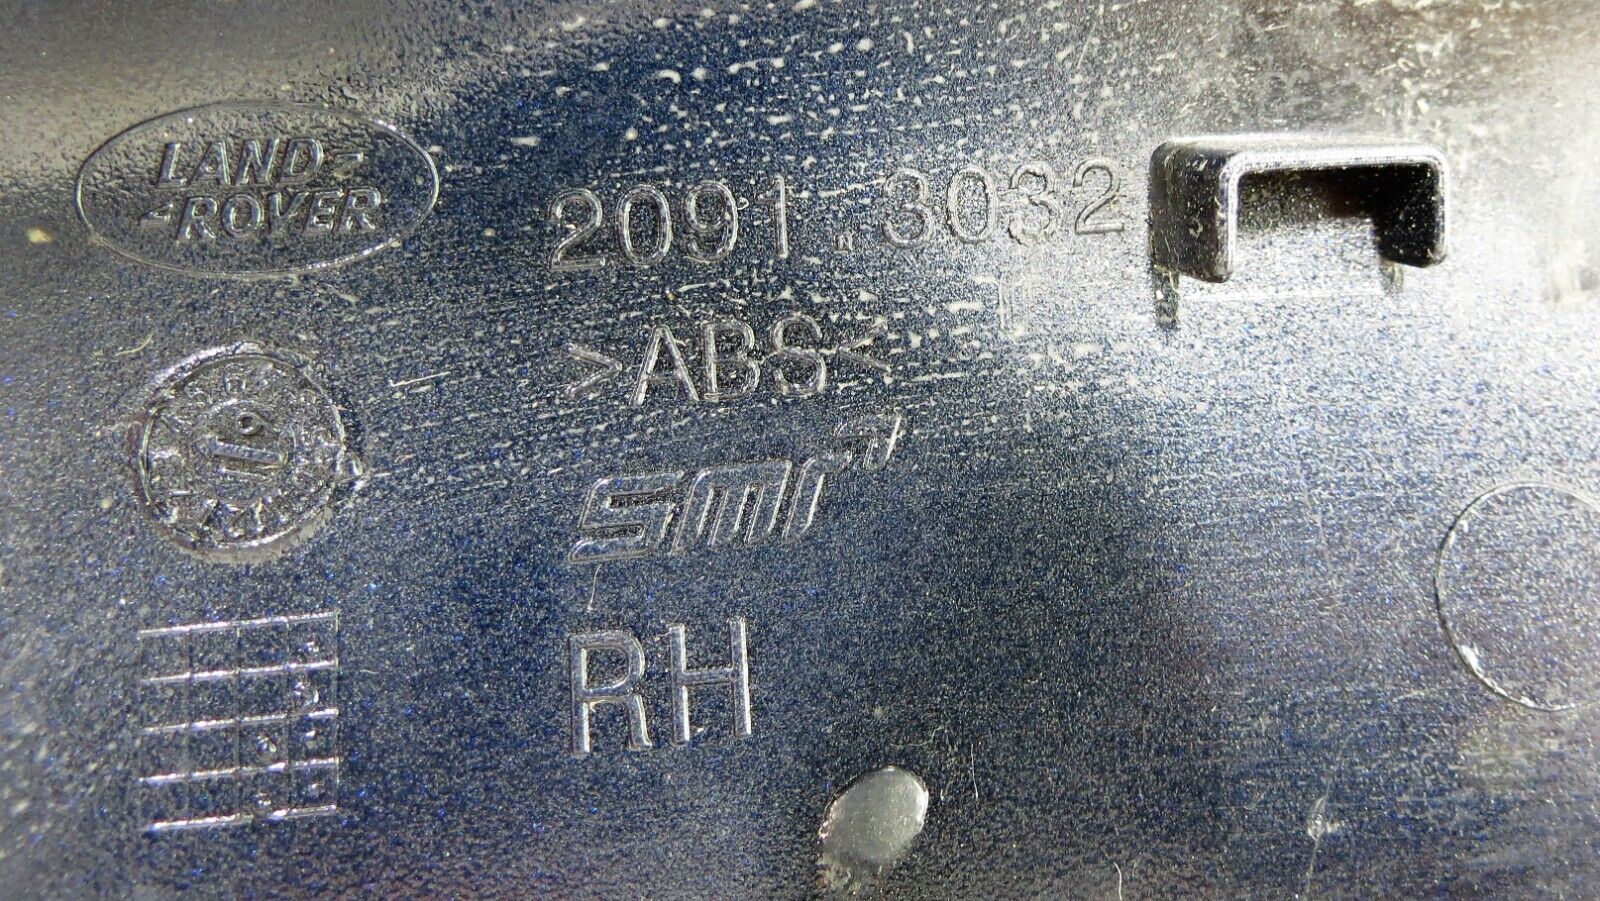 LAND-
-ROVER
2091.3032
>ABS<
smr
RH